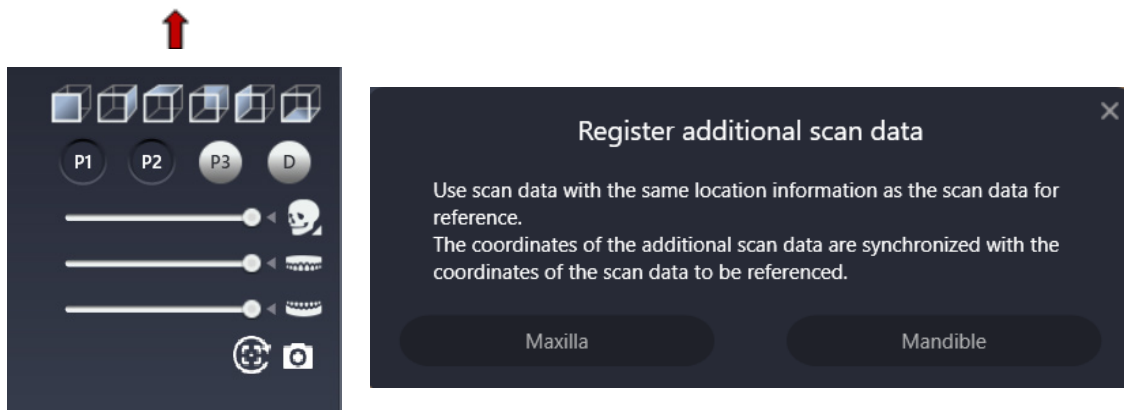 P1 P2 P3 D
Register additional scan data
Use scan data with the same location information as the scan data for
reference.
The coordinates of the additional scan data are synchronized with the
coordinates of the scan data to be referenced.
Maxilla
Mandible